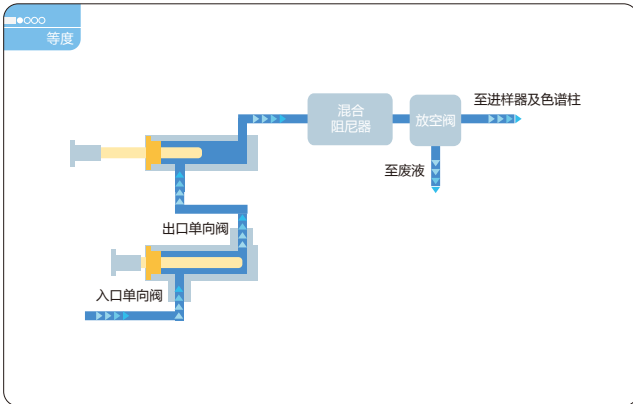 等度
至进样器及色谱柱
混合
阻尼器
放空阀
至废液
出口单向阀
入口单向阀